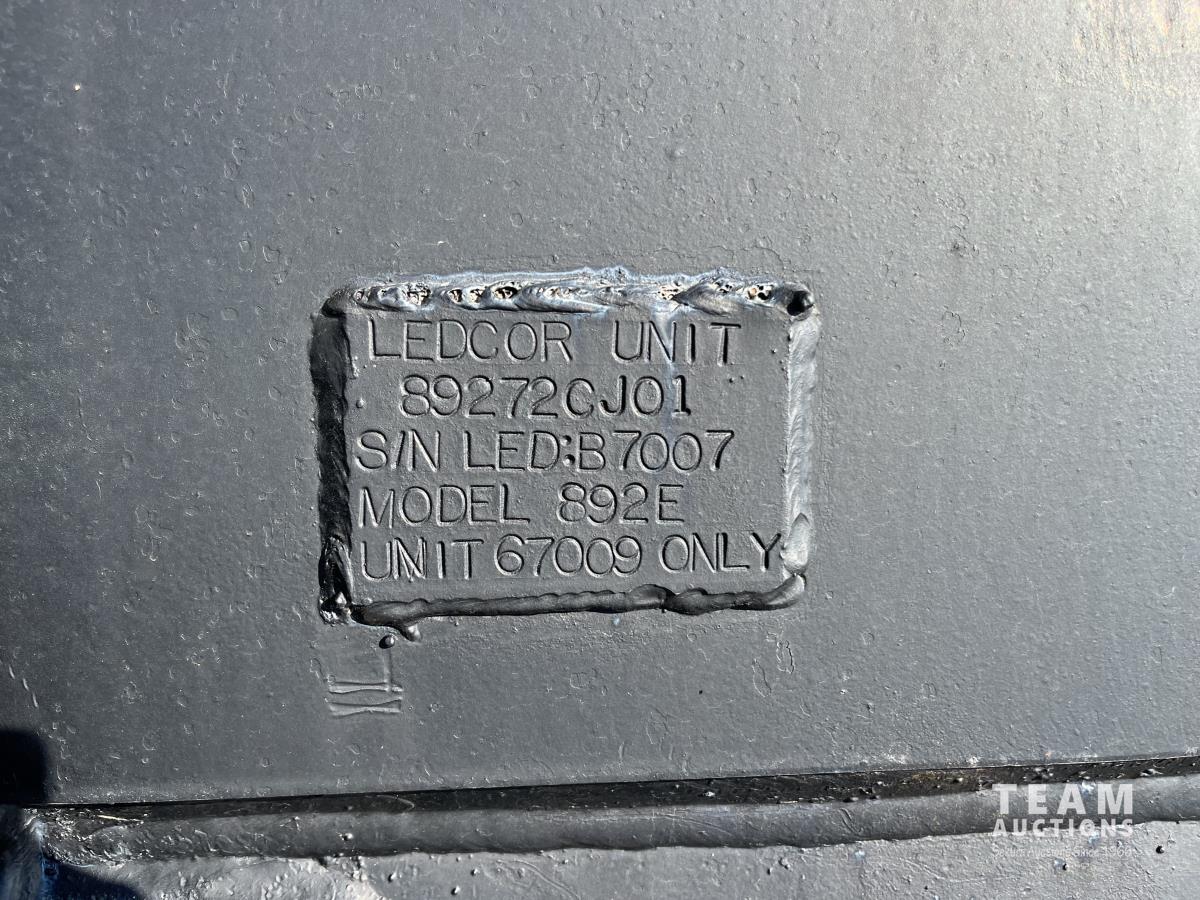 LEDCOR UNIT
89272CJ01
S/N LED:B7007
MODEL 892E
UNIT 67009 ONLY
TEAM
AUCTIONS